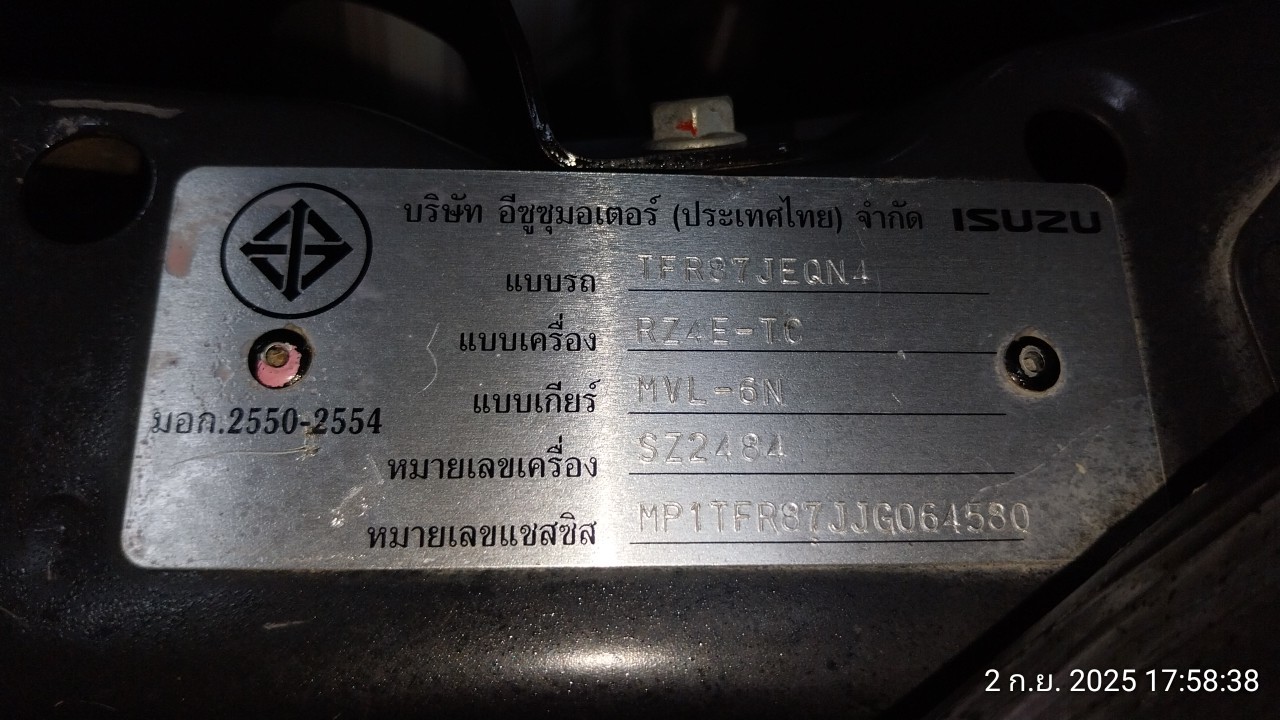 บริษัท อีซูซุมอเตอร์ (ประเทศไทย) จำกัด ISUZU
แบบรถ TFR87JEQN4
แบบเครื่อง RZ4E-TC
แบบเกียร์ MVL-6N
มอก.2550-2554
หมายเลขเครื่อง SZ2484
หมายเลขแชสซิส MP1TFR87JJG064580
2 ก.ย. 2025 17:58:38